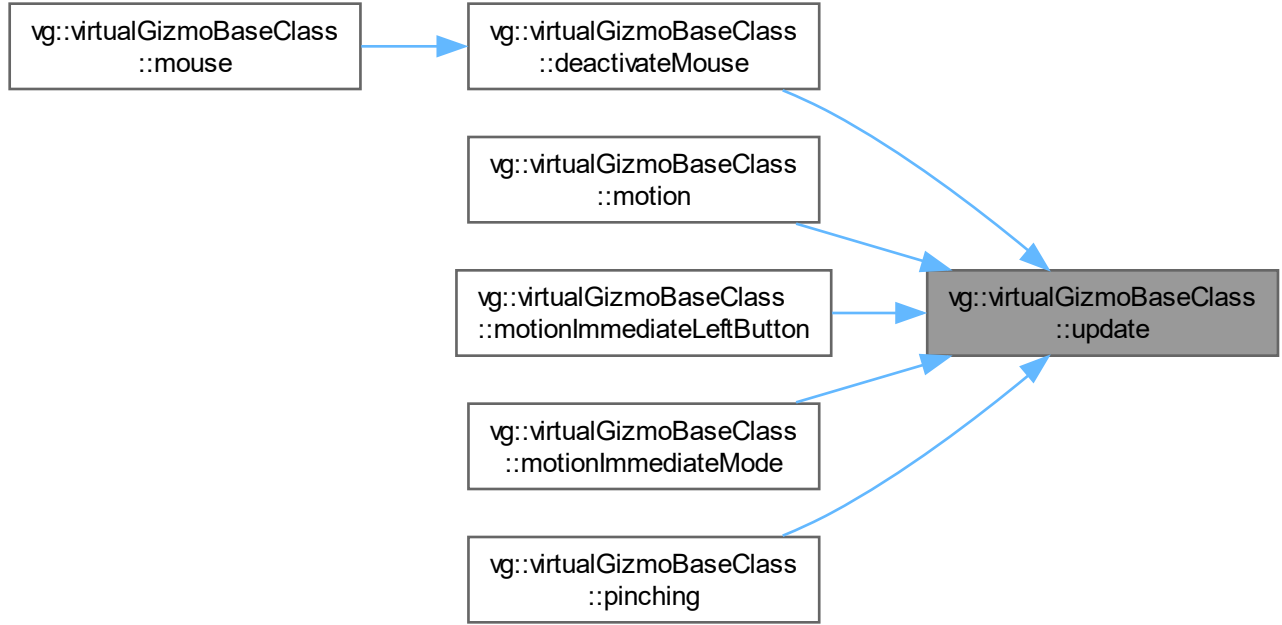 vg::virtualGizmoBaseClass
::mouse
vg::virtualGizmoBaseClass
::deactivateMouse
vg::virtualGizmoBaseClass
::motion
vg::virtualGizmoBaseClass
::motionImmediateLeftButton
vg::virtualGizmoBaseClass
::update
vg::virtualGizmoBaseClass
::motionImmediateMode
vg::virtualGizmoBaseClass
::pinching